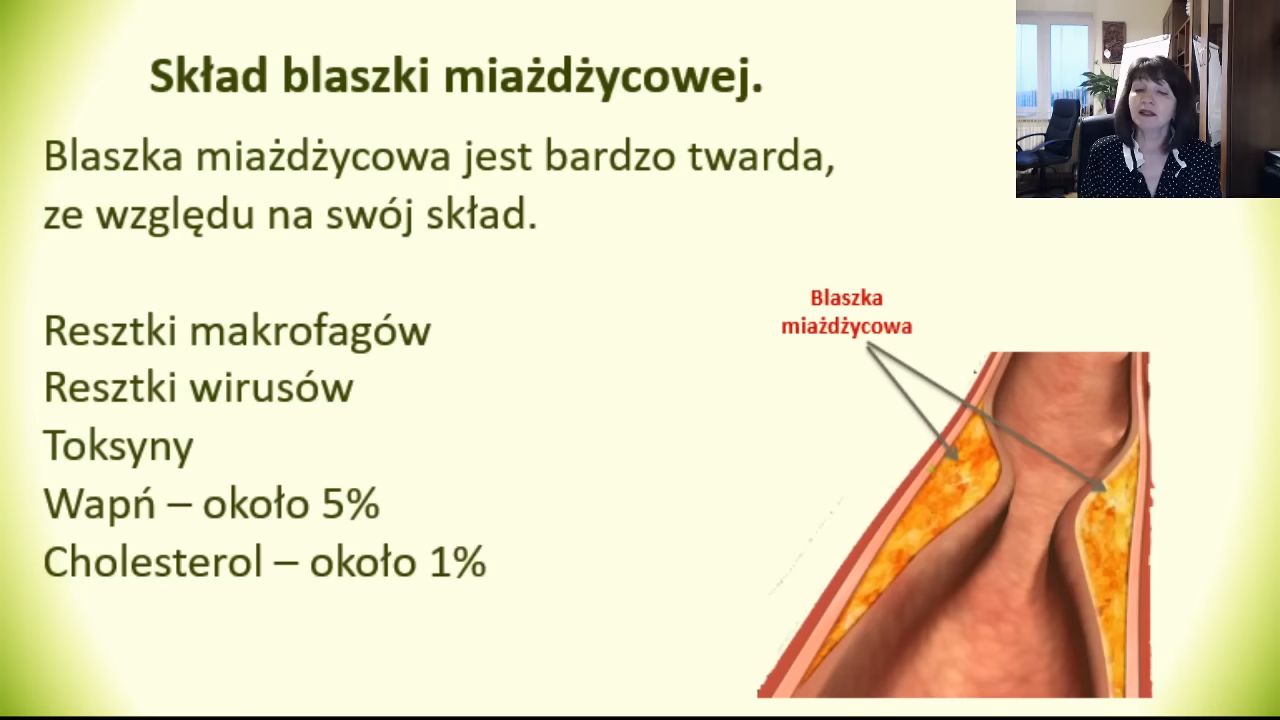 Skład blaszki miażdżycowej.
Blaszka miażdżycowa jest bardzo twarda,
ze względu na swój skład.
Resztki makrofagów
Resztki wirusów
Toksyny
Wapń – około 5%
Cholesterol – około 1%
Blaszka
miażdżycowa